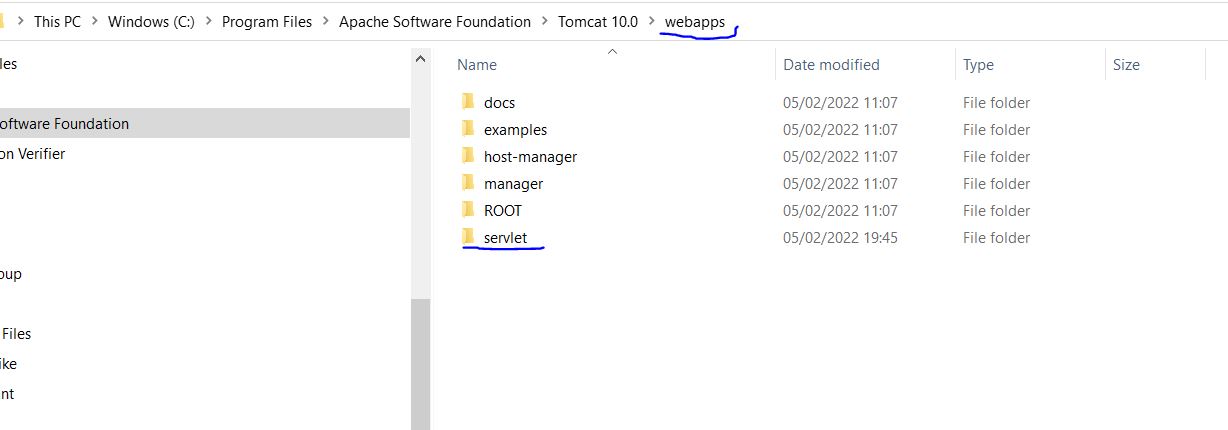 This PC > Windows (C:) > Program Files > Apache Software Foundation > Tomcat 10.0 > webapps
les
oftware Foundation
on Verifier
oup
Files
ike
nt
Name Date modified Type Size
docs 05/02/2022 11:07 File folder
examples 05/02/2022 11:07 File folder
host-manager 05/02/2022 11:07 File folder
manager 05/02/2022 11:07 File folder
ROOT 05/02/2022 11:07 File folder
servlet 05/02/2022 19:45 File folder